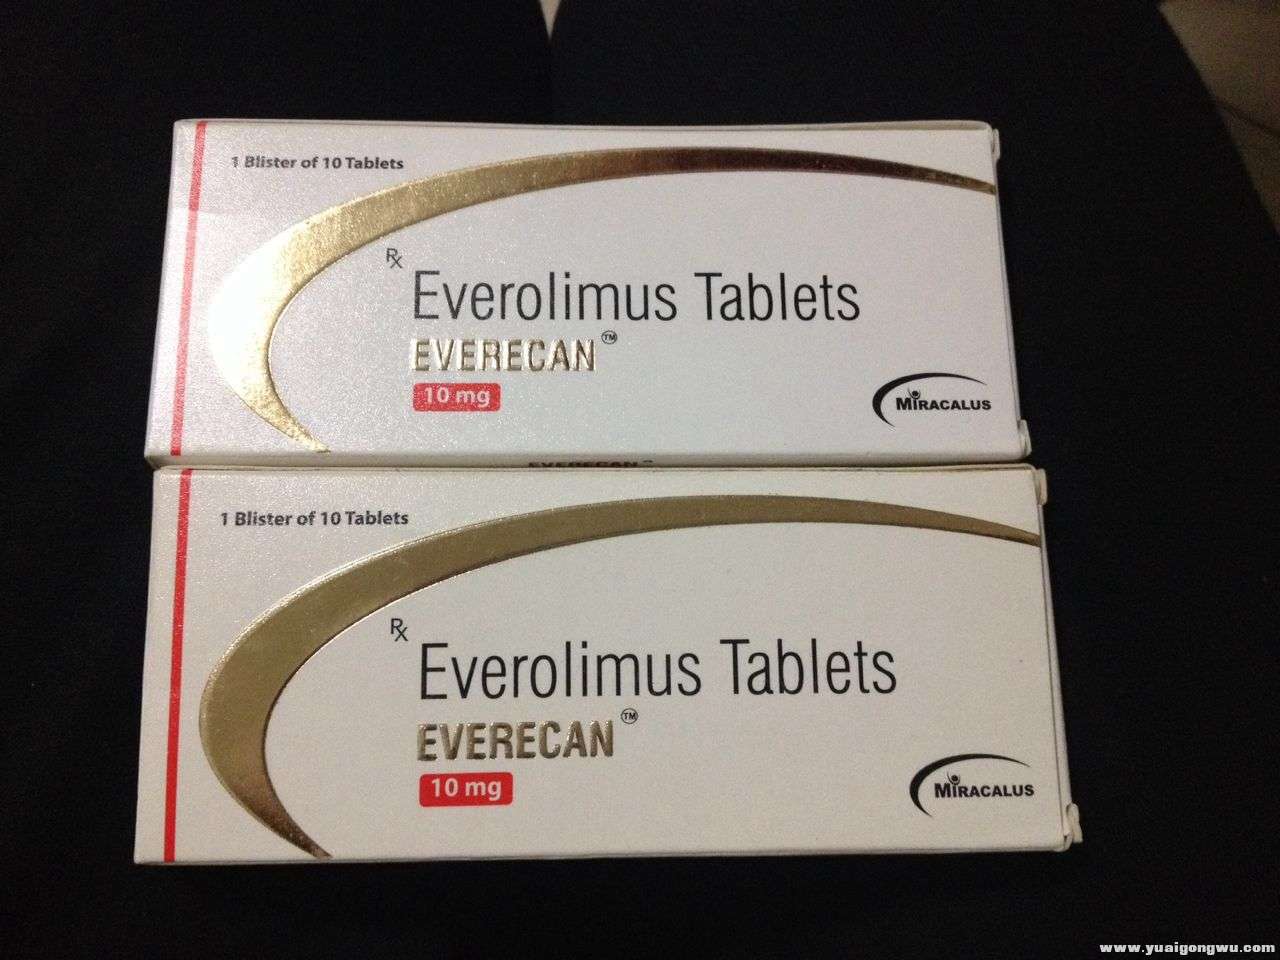 1 Blister of 10 Tablets
Rx
Everolimus Tablets
EVERECAN™
10 mg
MIRACALUS
EVERECAN™
1 Blister of 10 Tablets
Rx
Everolimus Tablets
EVERECAN™
10 mg
MIRACALUS
www.yuaigongwu.com